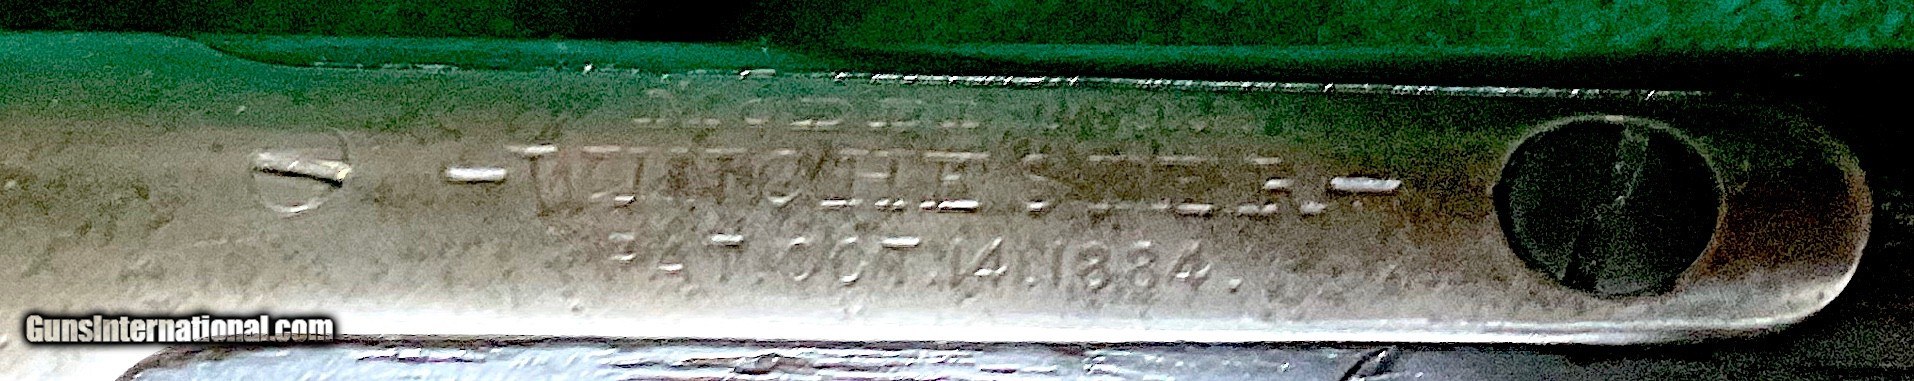 MODEL
-WINCHESTER-
PAT. OCT. 14. 1884.
GunsInternational.com